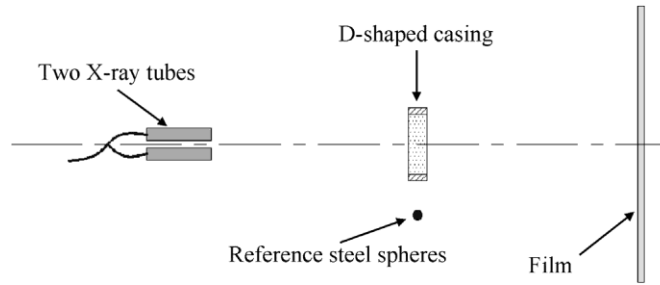 D-shaped casing
Two X-ray tubes
Reference steel spheres
Film